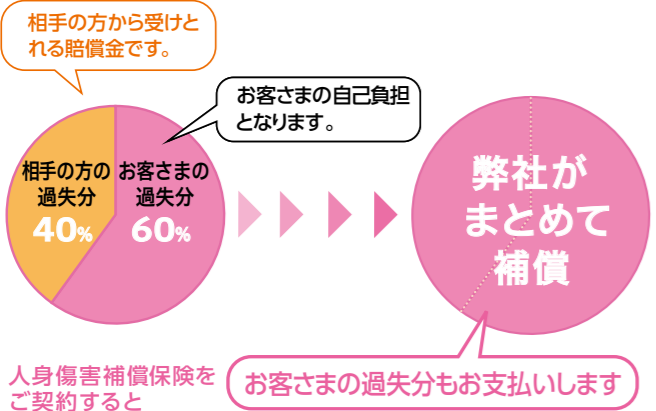 相手の方から受けと
れる賠償金です。
お客さまの自己負担
となります。
相手の方の
過失分
40%
お客さまの
過失分
60%
弊社が
まとめて
補償
人身傷害補償保険を
ご契約すると
お客さまの過失分もお支払いします